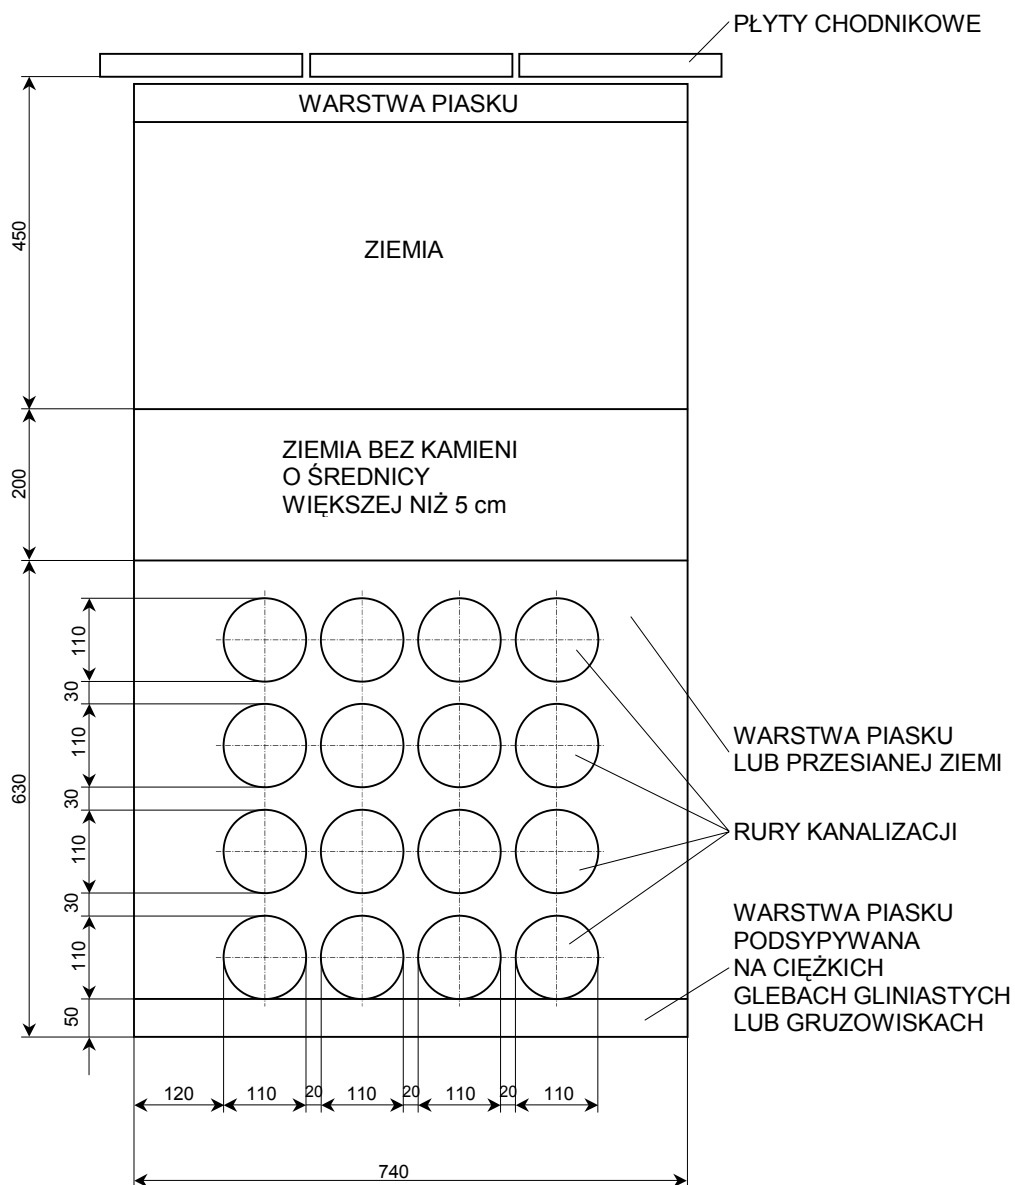 PŁYTY CHODNIKOWE
WARSTWA PIASKU
450
ZIEMIA
200
ZIEMIA BEZ KAMIENI
O ŚREDNICY
WIĘKSZEJ NIŻ 5 cm
630
110
30
110
30
110
30
110
50
WARSTWA PIASKU
LUB PRZESIANEJ ZIEMI
RURY KANALIZACJI
WARSTWA PIASKU
PODSYPYWANA
NA CIĘŻKICH
GLEBACH GLINIASTYCH
LUB GRUZOWISKACH
120 110 20 110 20 110 20 110
740